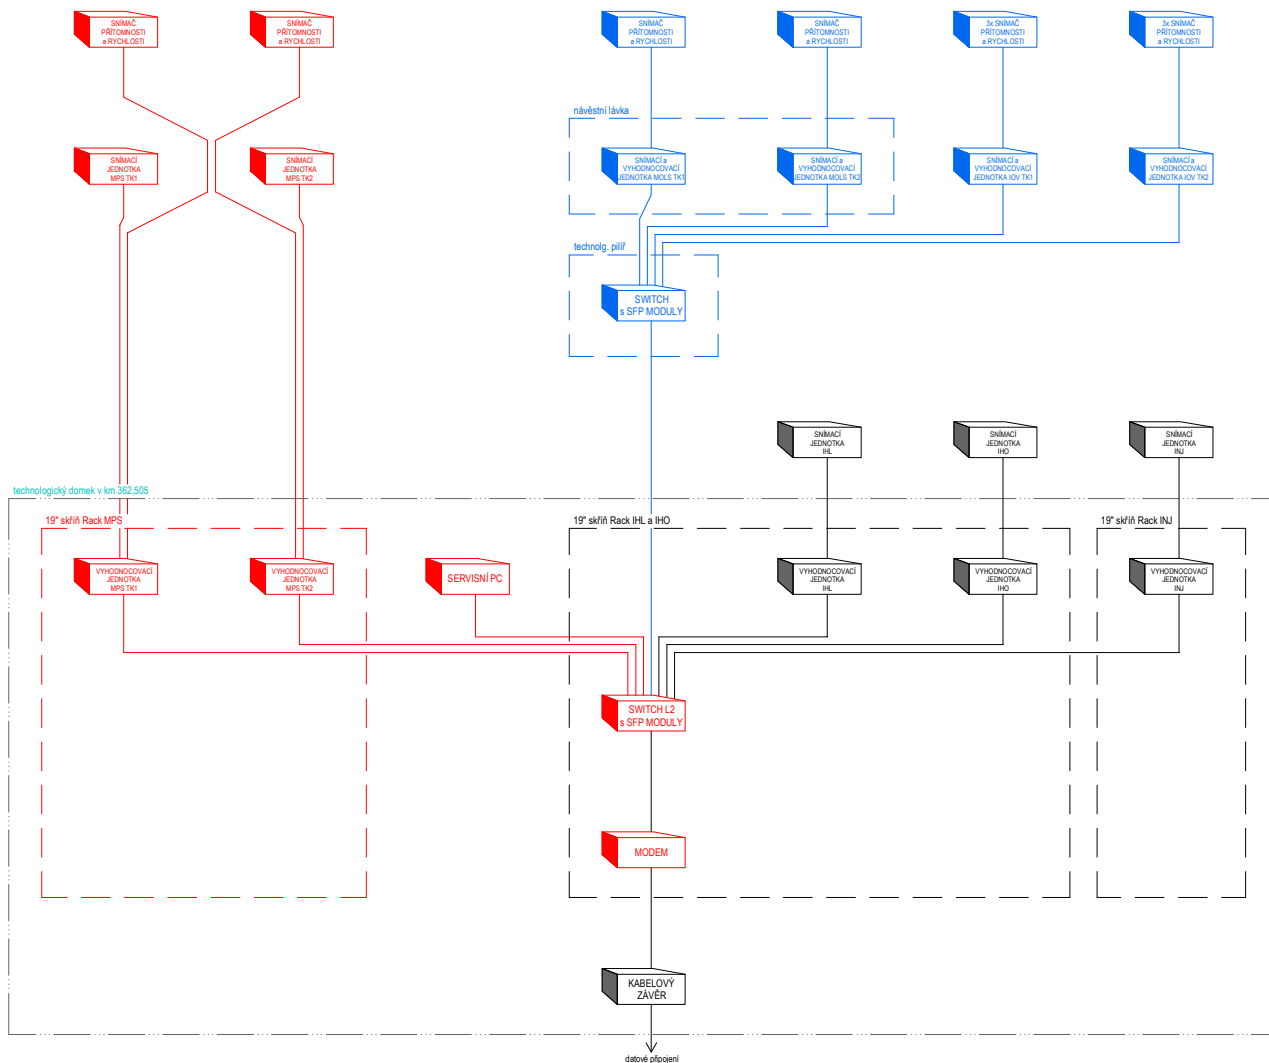 SNÍMAČ
PŘÍTOMNOSTI
a RYCHLOSTI
SNÍMAČ
PŘÍTOMNOSTI
a RYCHLOSTI
SNÍMAČ
PŘÍTOMNOSTI
a RYCHLOSTI
SNÍMAČ
PŘÍTOMNOSTI
a RYCHLOSTI
3x SNÍMAČ
PŘÍTOMNOSTI
a RYCHLOSTI
3x SNÍMAČ
PŘÍTOMNOSTI
a RYCHLOSTI
návěstní lávka
SNÍMACÍ
JEDNOTKA
MPS TK1
SNÍMACÍ
JEDNOTKA
MPS TK2
SNÍMACÍ a
VYHODNOCOVACÍ
JEDNOTKA MOLS TK1
SNÍMACÍ a
VYHODNOCOVACÍ
JEDNOTKA MOLS TK2
SNÍMACÍ a
VYHODNOCOVACÍ
JEDNOTKA IOV TK1
SNÍMACÍ a
VYHODNOCOVACÍ
JEDNOTKA IOV TK2
technolg. pilíř
SWITCH
s SFP MODULY
SNÍMACÍ
JEDNOTKA
IHL
SNÍMACÍ
JEDNOTKA
IHO
SNÍMACÍ
JEDNOTKA
INJ
technologický domek v km 362,505
19" skříň Rack MPS
19" skříň Rack IHL a IHO
19" skříň Rack INJ
VYHODNOCOVACÍ
JEDNOTKA
MPS TK1
VYHODNOCOVACÍ
JEDNOTKA
MPS TK2
SERVISNÍ PC
VYHODNOCOVACÍ
JEDNOTKA
IHL
VYHODNOCOVACÍ
JEDNOTKA
IHO
VYHODNOCOVACÍ
JEDNOTKA
INJ
SWITCH L2
s SFP MODULY
MODEM
KABELOVÝ
ZÁVĚR
datové připojení